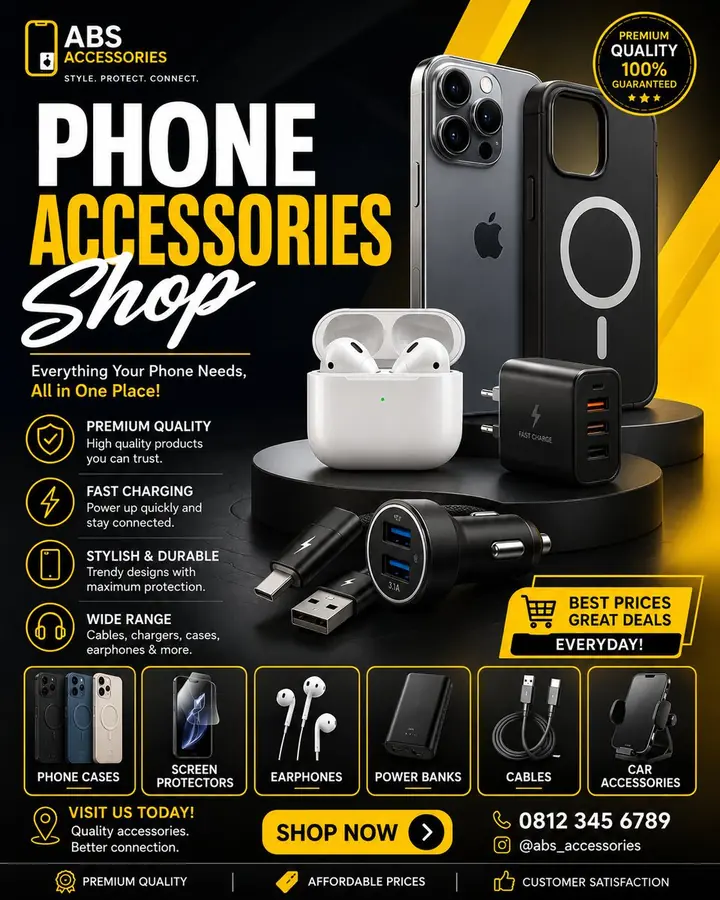 ABS
ACCESSORIES
STYLE. PROTECT. CONNECT.
PREMIUM
QUALITY
100%
GUARANTEED
PHONE
ACCESSORIES
Shop
Everything Your Phone Needs,
All in One Place!
PREMIUM QUALITY
High quality products
you can trust.
FAST CHARGING
Power up quickly and
stay connected.
STYLISH & DURABLE
Trendy designs with
maximum protection.
WIDE RANGE
Cables, chargers, cases,
earphones & more.
FAST CHARGE
3.1A
BEST PRICES
GREAT DEALS
EVERYDAY!
PHONE CASES
SCREEN
PROTECTORS
EARPHONES
POWER BANKS
CABLES
CAR
ACCESSORIES
VISIT US TODAY!
Quality accessories.
Better connection.
SHOP NOW
0812 345 6789
@abs_accessories
PREMIUM QUALITY
AFFORDABLE PRICES
CUSTOMER SATISFACTION